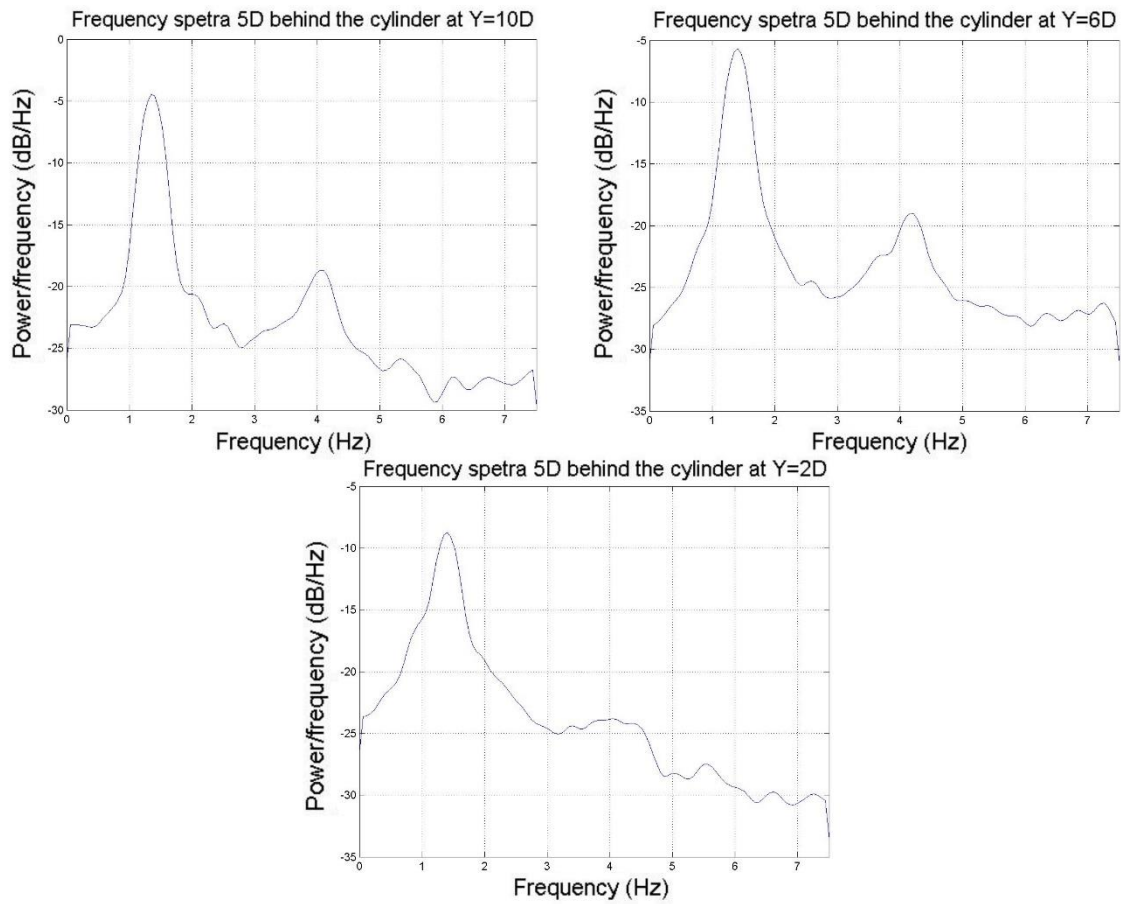 Frequency spetra 5D behind the cylinder at Y=10D
0
-5
-10
-15
-20
-25
-30
Power/frequency (dB/Hz)
0 1 2 3 4 5 6 7
Frequency (Hz)
Frequency spetra 5D behind the cylinder at Y=6D
-5
-10
-15
-20
-25
-30
-35
Power/frequency (dB/Hz)
0 1 2 3 4 5 6 7
Frequency (Hz)
Frequency spetra 5D behind the cylinder at Y=2D
-5
-10
-15
-20
-25
-30
-35
Power/frequency (dB/Hz)
0 1 2 3 4 5 6 7
Frequency (Hz)